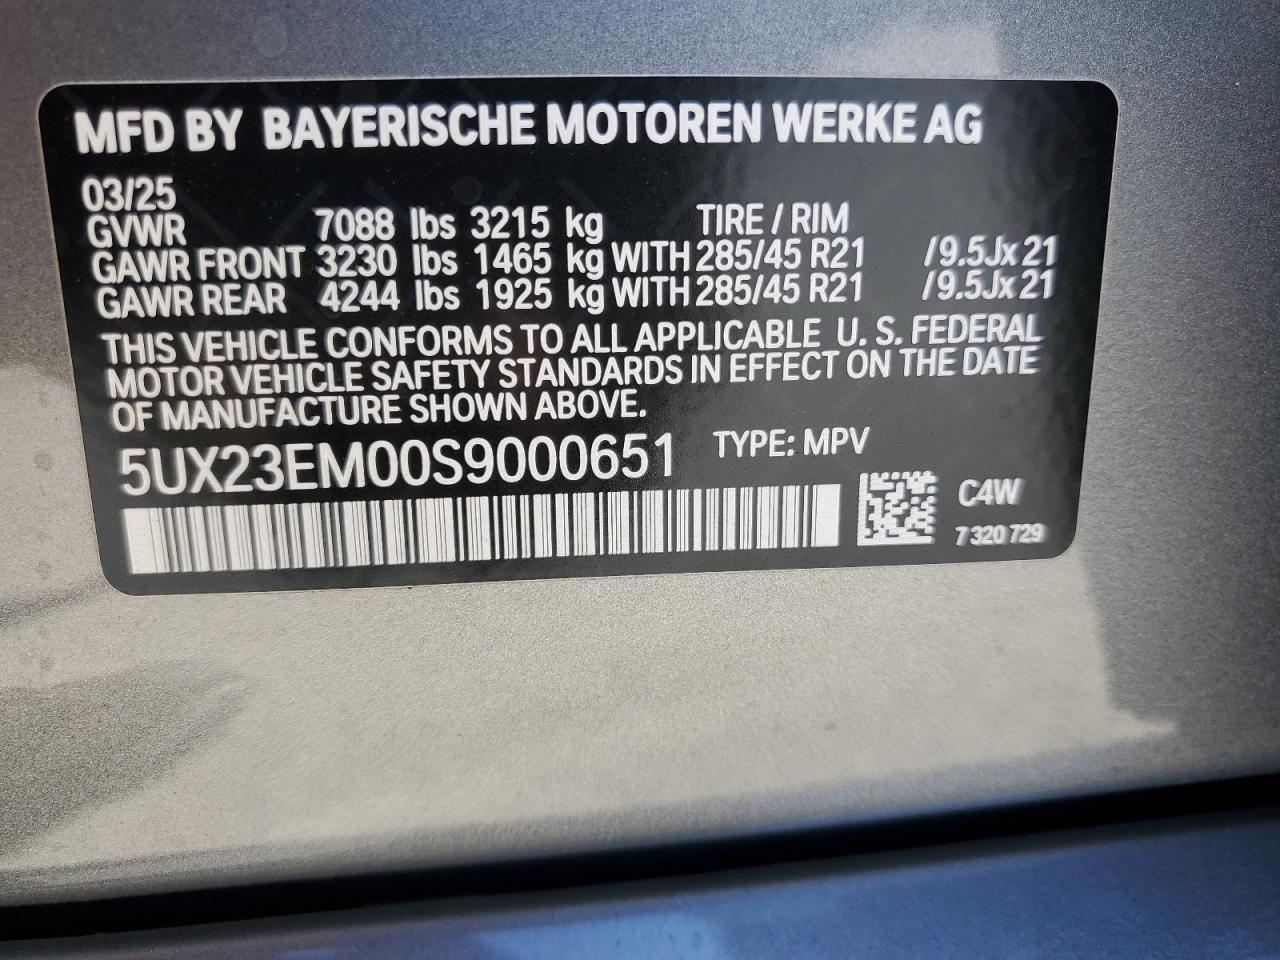 MFD BY BAYERISCHE MOTOREN WERKE AG
03/25
GVWR 7088 lbs 3215 kg TIRE / RIM
GAWR FRONT 3230 lbs 1465 kg WITH 285/45 R21 /9.5Jx21
GAWR REAR 4244 lbs 1925 kg WITH 285/45 R21 /9.5Jx21
THIS VEHICLE CONFORMS TO ALL APPLICABLE U. S. FEDERAL
MOTOR VEHICLE SAFETY STANDARDS IN EFFECT ON THE DATE
OF MANUFACTURE SHOWN ABOVE.
5UX23EM00S9000651 TYPE: MPV
C4W
7 320 729